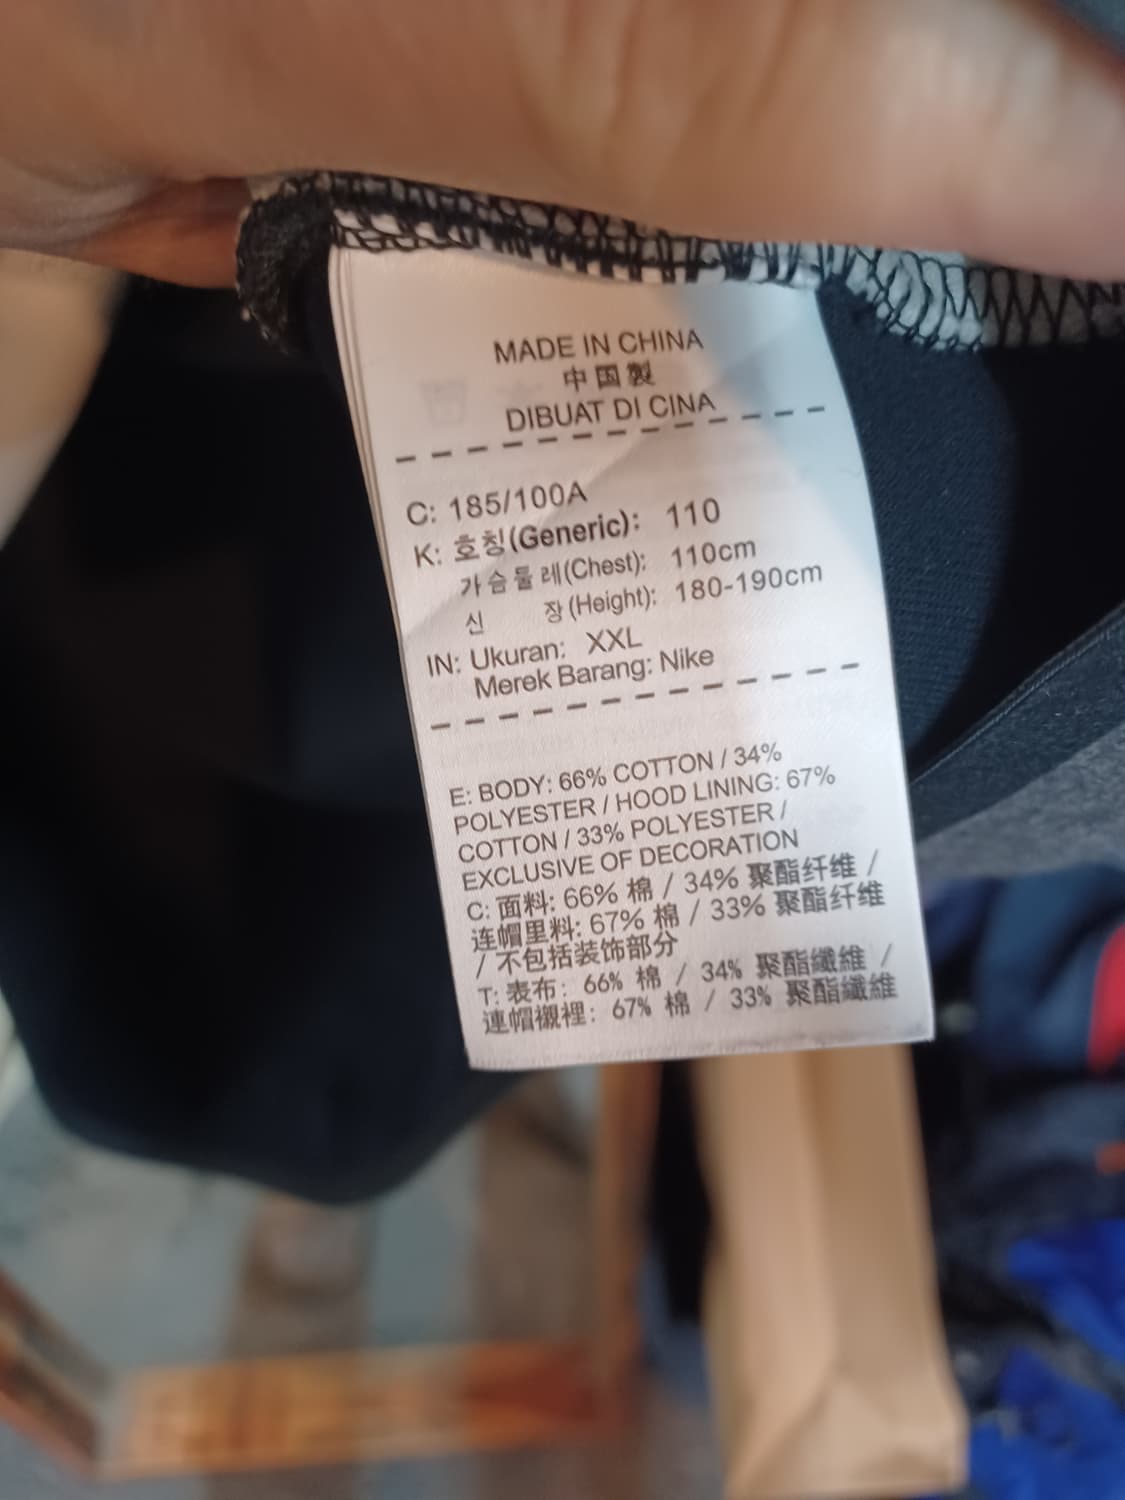 MADE IN CHINA
中国製
DIBUAT DI CINA
C: 185/100A
K: 호칭(Generic): 110
가슴둘레(Chest): 110cm
신 장(Height): 180-190cm
IN: Ukuran: XXL
Merek Barang: Nike
E: BODY: 66% COTTON / 34%
POLYESTER / HOOD LINING: 67%
COTTON / 33% POLYESTER /
EXCLUSIVE OF DECORATION
C: 面料: 66% 棉 / 34% 聚酯纤维 /
连帽里料: 67% 棉 / 33% 聚酯纤维
/ 不包括装饰部分
T: 表布: 66% 棉 / 34% 聚酯纖維 /
連帽襯裡: 67% 棉 / 33% 聚酯纖維